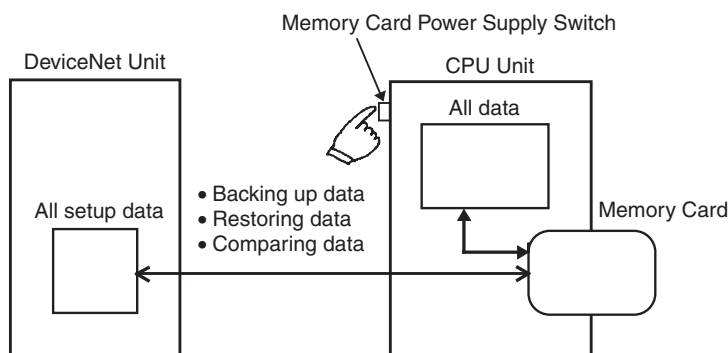 Memory Card Power Supply Switch
DeviceNet Unit
CPU Unit
All data
All setup data
• Backing up data
• Restoring data
• Comparing data
Memory Card